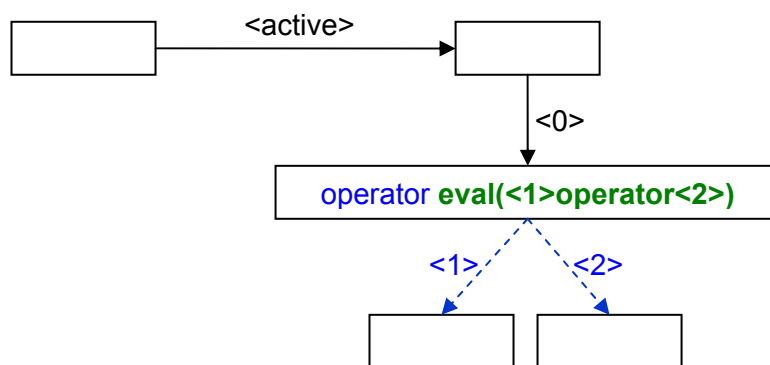 <active>
<0>
operator eval(<1>operator<2>)
<1>
<2>